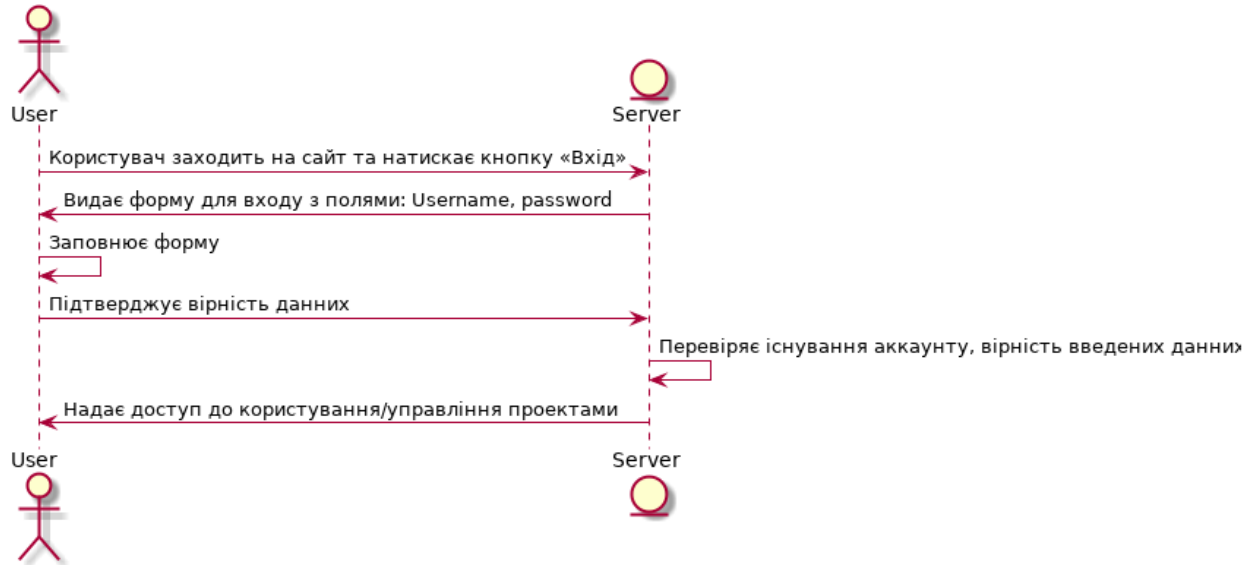 User
Server
Користувач заходить на сайт та натискає кнопку «Вхід»
Видає форму для входу з полями: Username, password
Заповнює форму
Підтверджує вірність данних
Перевіряє існування аккаунту, вірність введених данних
Надає доступ до користування/управління проектами
User
Server